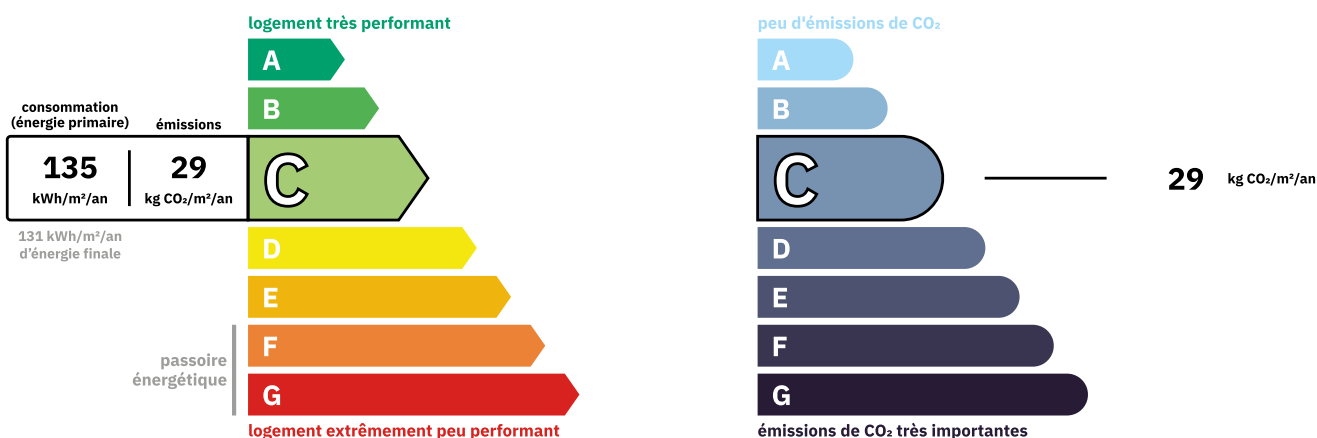 logement très performant
A
B
consommation
(énergie primaire)
émissions
135
kWh/m²/an
29
kg CO₂/m²/an
C
131 kWh/m²/an
d'énergie finale
D
E
passoire
énergétique
F
G
logement extrêmement peu performant
peu d'émissions de CO₂
A
B
C
29 kg CO₂/m²/an
D
E
F
G
émissions de CO₂ très importantes